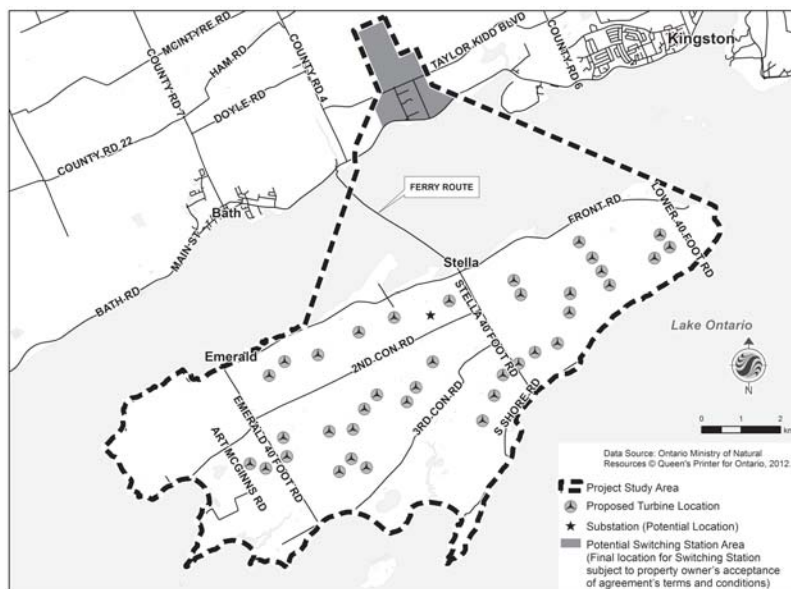 MCINTYRE RD
COUNTY RD 7
HAM RD
COUNTY RD 4
TAYLOR KIDD BLVD
Kingston
COUNTY RD 6
DOYLE RD
COUNTY RD 22
FERRY ROUTE
Bath
MAIN ST
BATH RD
FRONT RD
LOWER 40 FOOT RD
Stella
STELLA 40 FOOT RD
Lake Ontario
Emerald
2ND CON RD
N
3RD CON RD
S SHORE RD
EMERALD 40 FOOT RD
ART MCGINNS RD
0 1 2
km
Data Source: Ontario Ministry of Natural
Resources © Queen's Printer for Ontario, 2012.
Project Study Area
Proposed Turbine Location
Substation (Potential Location)
Potential Switching Station Area
(Final location for Switching Station
subject to property owner's acceptance
of agreement's terms and conditions)